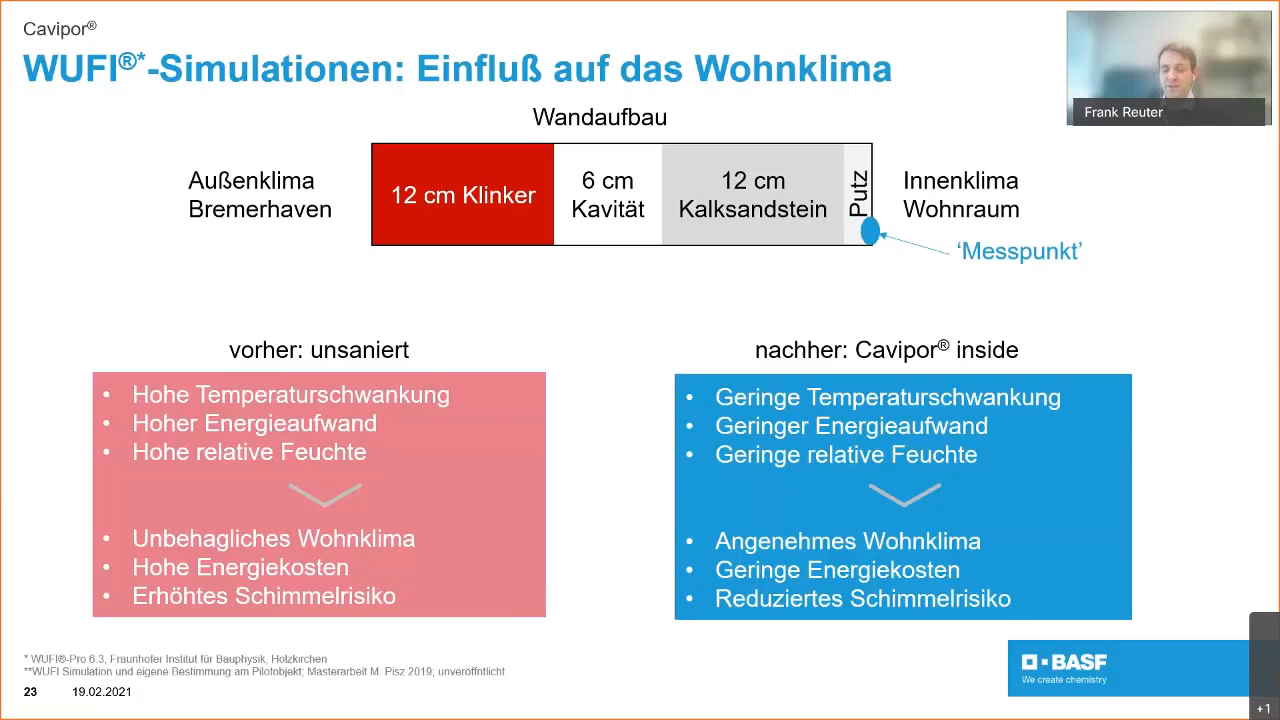 Cavipor®
WUFI®*-Simulationen: Einfluß auf das Wohnklima
Frank Reuter
Wandaufbau
Außenklima
Bremerhaven
12 cm Klinker
6 cm
Kavität
12 cm
Kalksandstein
Putz
Innenklima
Wohnraum
‘Messpunkt’
vorher: unsaniert
• Hohe Temperaturschwankung
• Hoher Energieaufwand
• Hohe relative Feuchte
• Unbehagliches Wohnklima
• Hohe Energiekosten
• Erhöhtes Schimmelrisiko
nachher: Cavipor® inside
• Geringe Temperaturschwankung
• Geringer Energieaufwand
• Geringe relative Feuchte
• Angenehmes Wohnklima
• Geringe Energiekosten
• Reduziertes Schimmelrisiko
* WUFI®-Pro 6.3, Fraunhofer Institut für Bauphysik, Holzkirchen
**WUFI Simulation und eigene Bestimmung am Pilotobjekt; Masterarbeit M. Pisz 2019; unveröffntlicht
23 19.02.2021
BASF
We create chemistry
+1